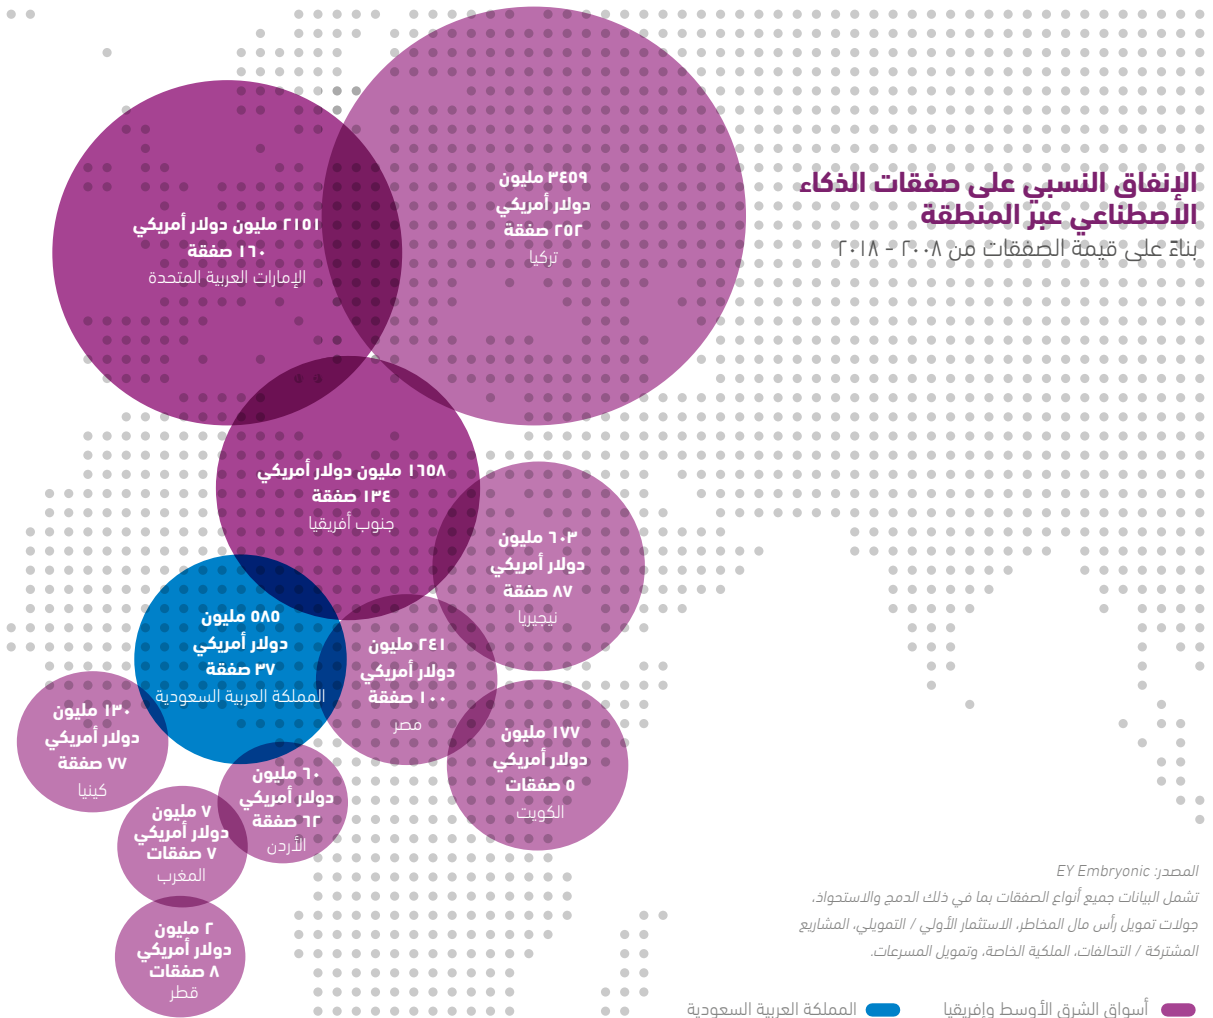 الإنفاق النسبي على صفقات الذكاء
الاصطناعي عبر المنطقة
بناءً على قيمة الصفقات من ٢٠٠٨ - ٢٠١٨
٣٤٥٩ مليون
دولار أمريكي
٢٥٢ صفقة
تركيا
٢١٥١ مليون دولار أمريكي
١٦٠ صفقة
الإمارات العربية المتحدة
١٦٥٨ مليون دولار أمريكي
١٣٤ صفقة
جنوب أفريقيا
٦٠٣ مليون
دولار أمريكي
٨٧ صفقة
نيجيريا
٥٨٥ مليون
دولار أمريكي
٣٧ صفقة
المملكة العربية السعودية
٢٤١ مليون
دولار أمريكي
١٠٠ صفقة
مصر
١٧٧ مليون
دولار أمريكي
٥ صفقات
الكويت
١٣٠ مليون
دولار أمريكي
٧٧ صفقة
كينيا
٦٠ مليون
دولار أمريكي
٦٢ صفقة
الأردن
٧ مليون
دولار أمريكي
٧ صفقات
المغرب
٢ مليون
دولار أمريكي
٨ صفقات
قطر
المصدر: EY Embryonic
تشمل البيانات جميع أنواع الصفقات بما في ذلك الدمج والاستحواذ،
جولات تمويل رأس مال المخاطر، الاستثمار الأولي / التمويلي، المشاريع
المشتركة / التحالفات، الملكية الخاصة، وتمويل المسرعات.
أسواق الشرق الأوسط وإفريقيا
المملكة العربية السعودية